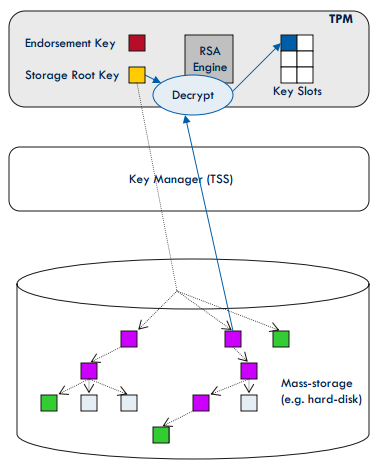 TPM
Endorsement Key
RSA
Engine
Storage Root Key
Decrypt
Key Slots
Key Manager (TSS)
Mass-storage
(e.g. hard-disk)